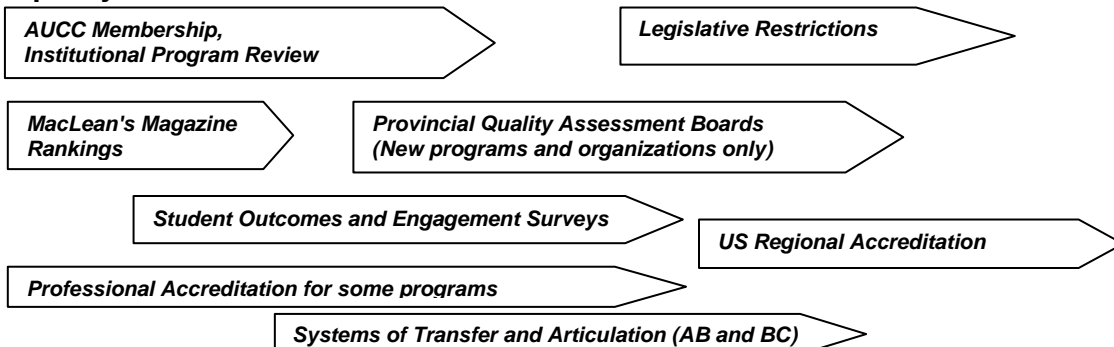 AUCC Membership,
Institutional Program Review
Legislative Restrictions
MacLean's Magazine
Rankings
Provincial Quality Assessment Boards
(New programs and organizations only)
Student Outcomes and Engagement Surveys
US Regional Accreditation
Professional Accreditation for some programs
Systems of Transfer and Articulation (AB and BC)